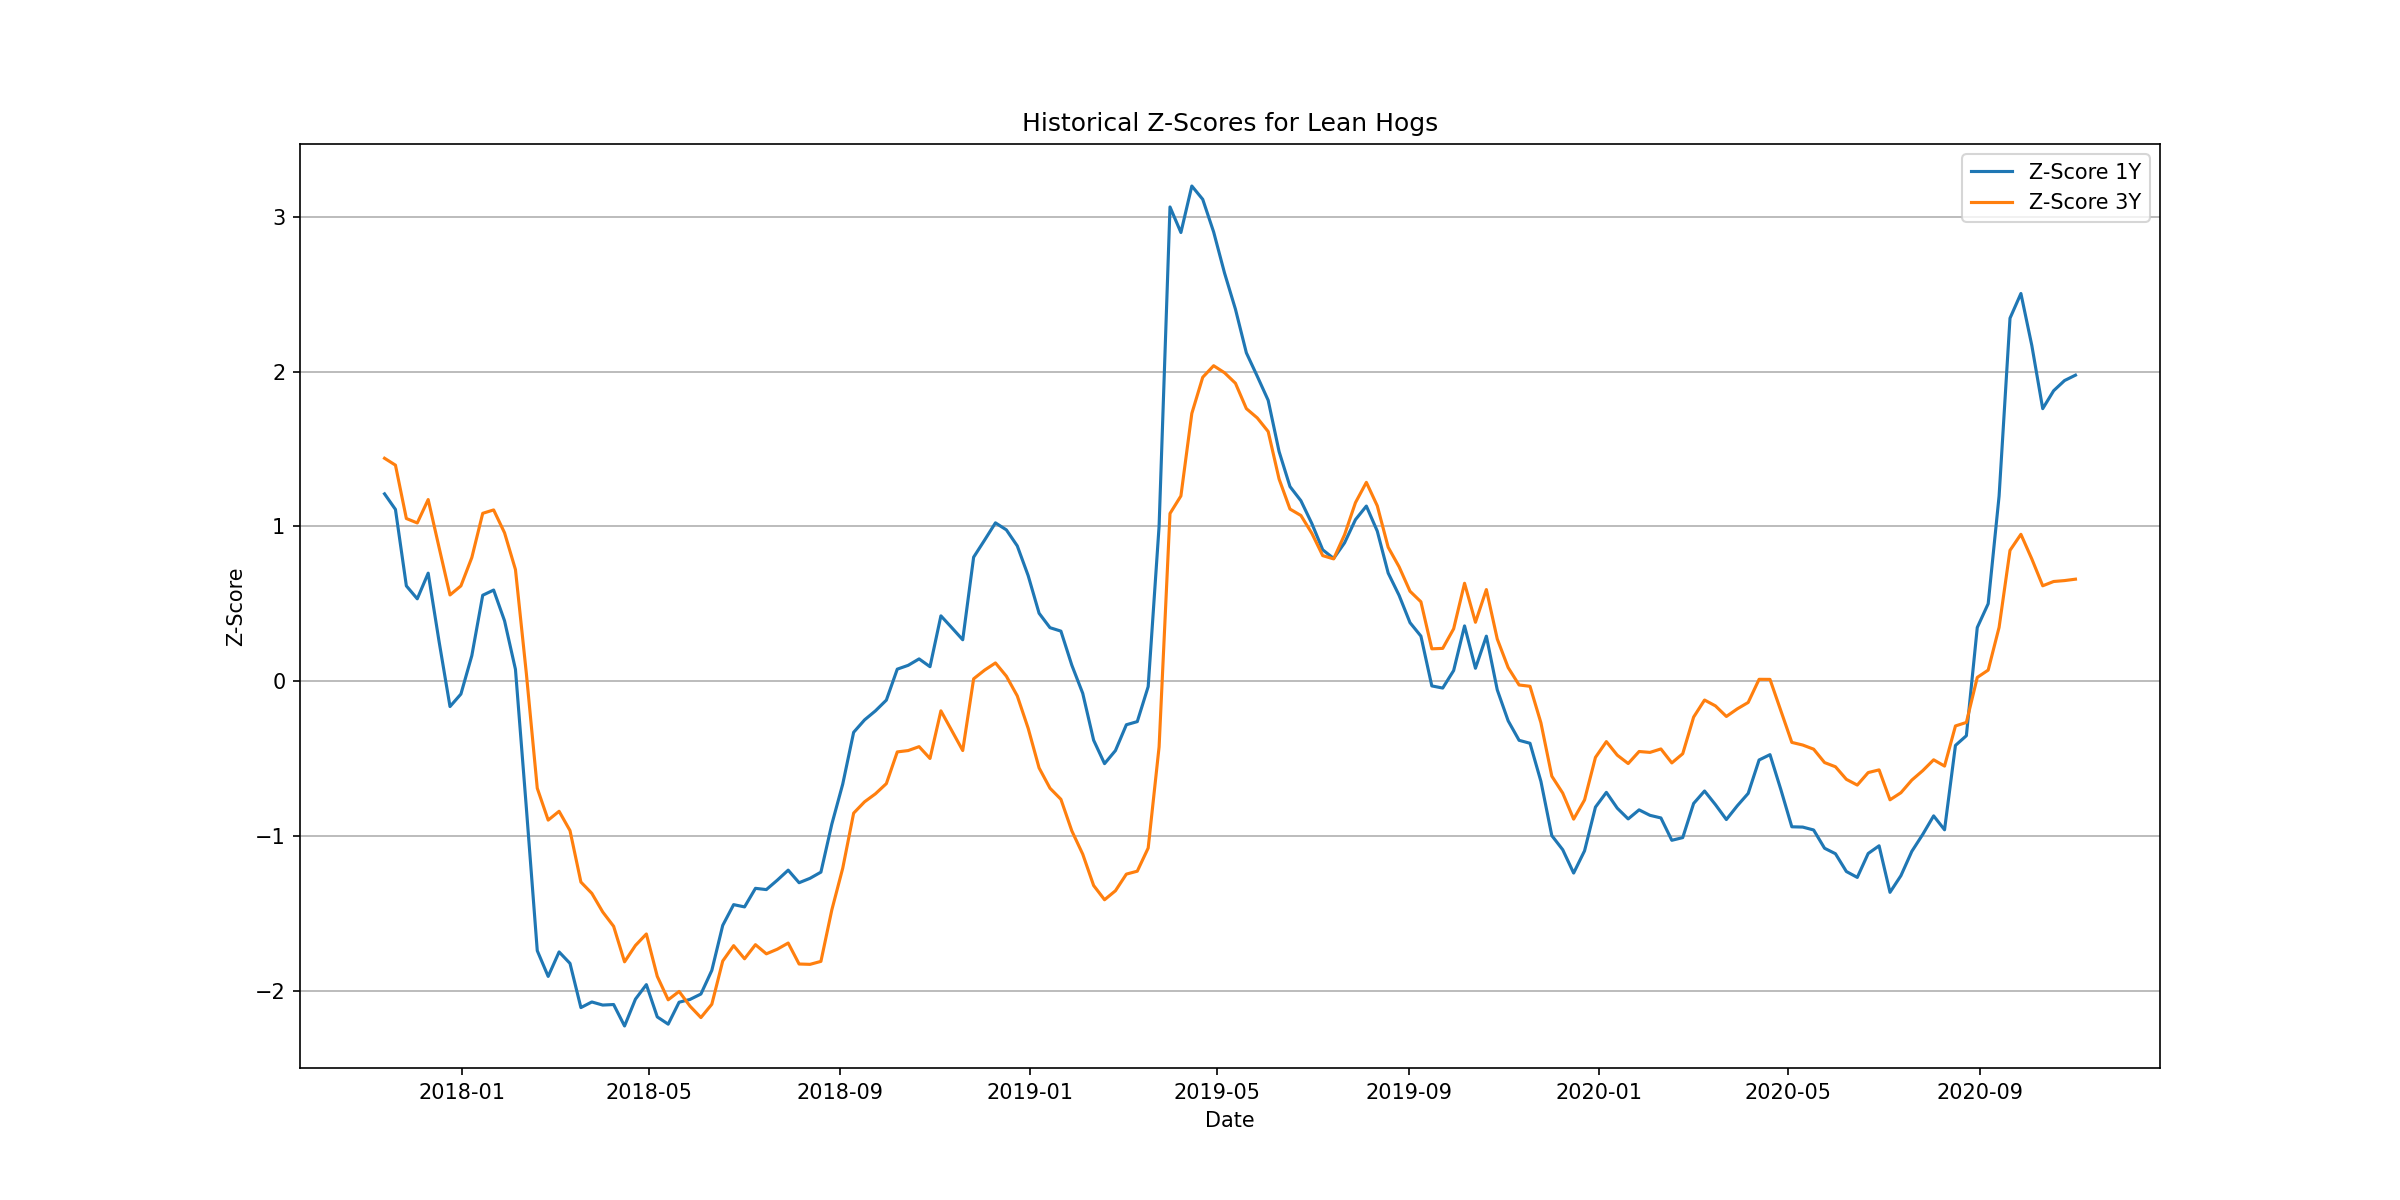 Historical Z-Scores for Lean Hogs
Z-Score 1Y
Z-Score 3Y
3
2
1
0
−1
−2
Z-Score
2018-01 2018-05 2018-09 2019-01 2019-05 2019-09 2020-01 2020-05 2020-09
Date